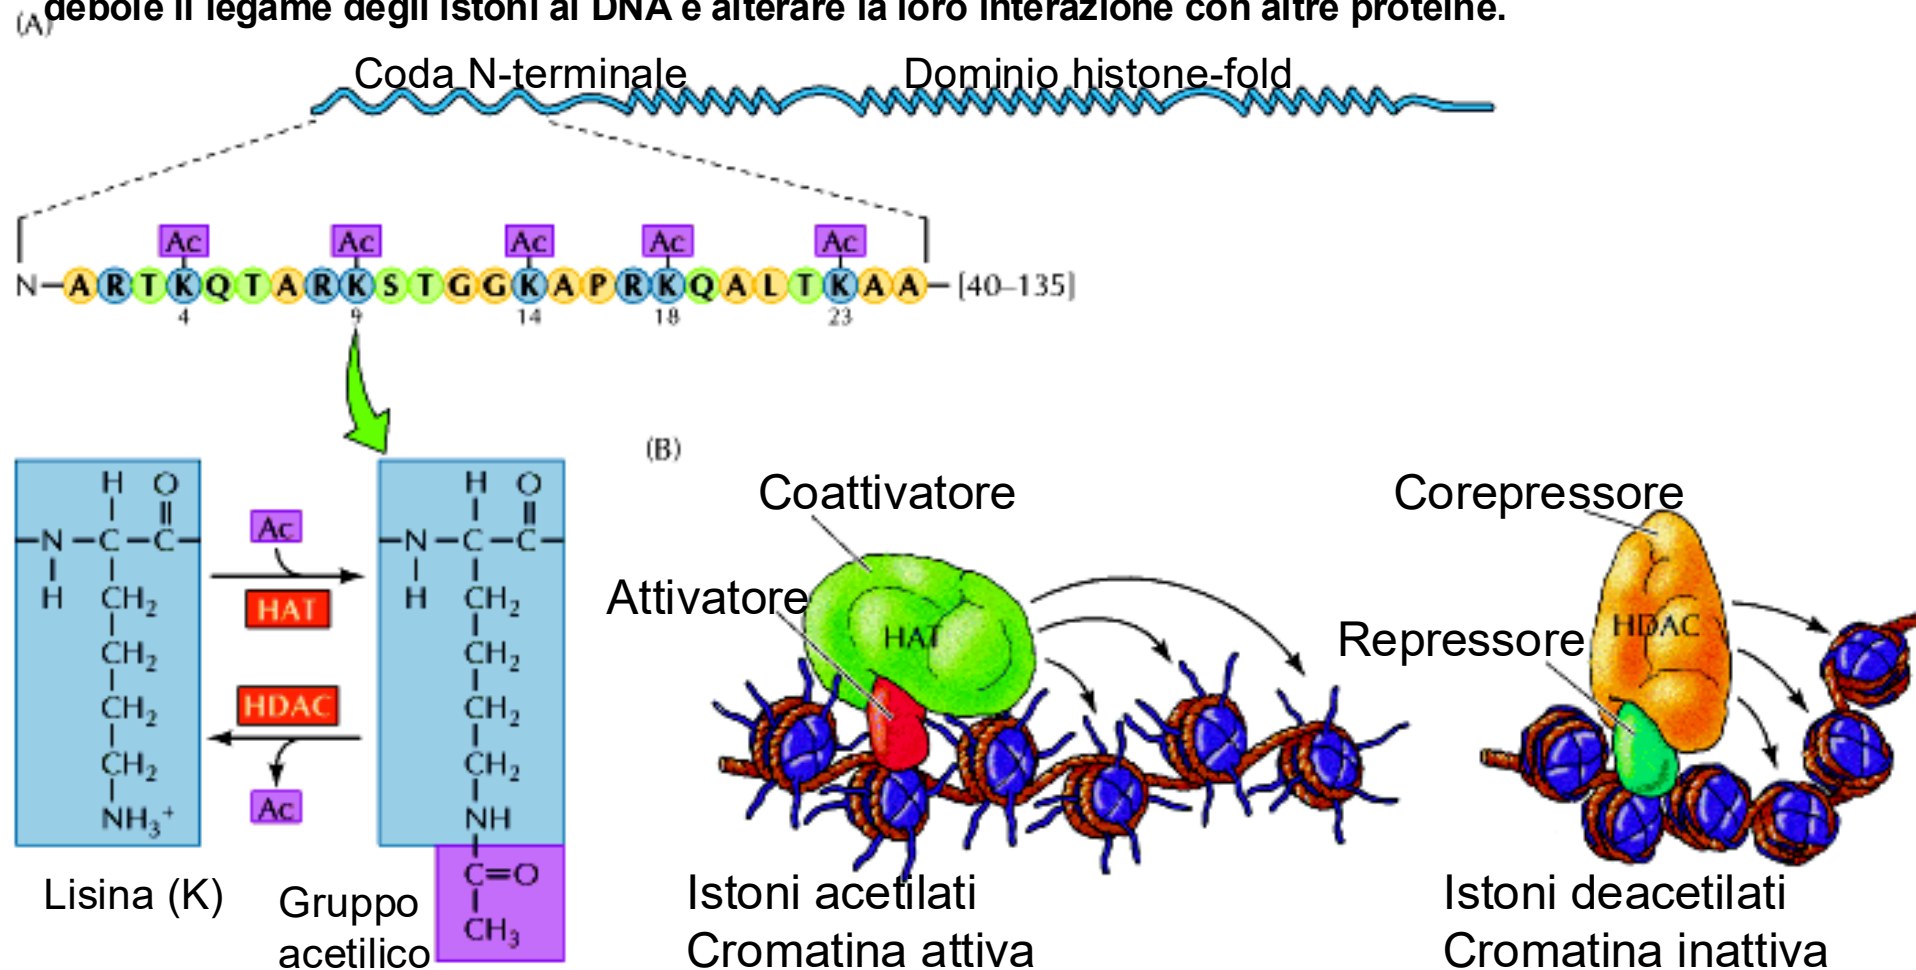 debole il legame degli istoni al DNA e alterare la loro interazione con altre proteine.
(A)
Coda N-terminale
Dominio histone-fold
Ac Ac Ac Ac Ac
N A R T K Q T A R K S T G G K A P R K Q A L T K A A [40–135]
4 9 14 18 23
H O
N C C
H CH₂
CH₂
CH₂
CH₂
NH₃⁺
Lisina (K)
Ac
HAT
HDAC
Ac
H O
N C C
H CH₂
CH₂
CH₂
CH₂
NH
C=O
CH₃
Gruppo
acetilico
(B)
Coattivatore
Attivatore
HAT
Istoni acetilati
Cromatina attiva
Corepressore
Repressore
HDAC
Istoni deacetilati
Cromatina inattiva